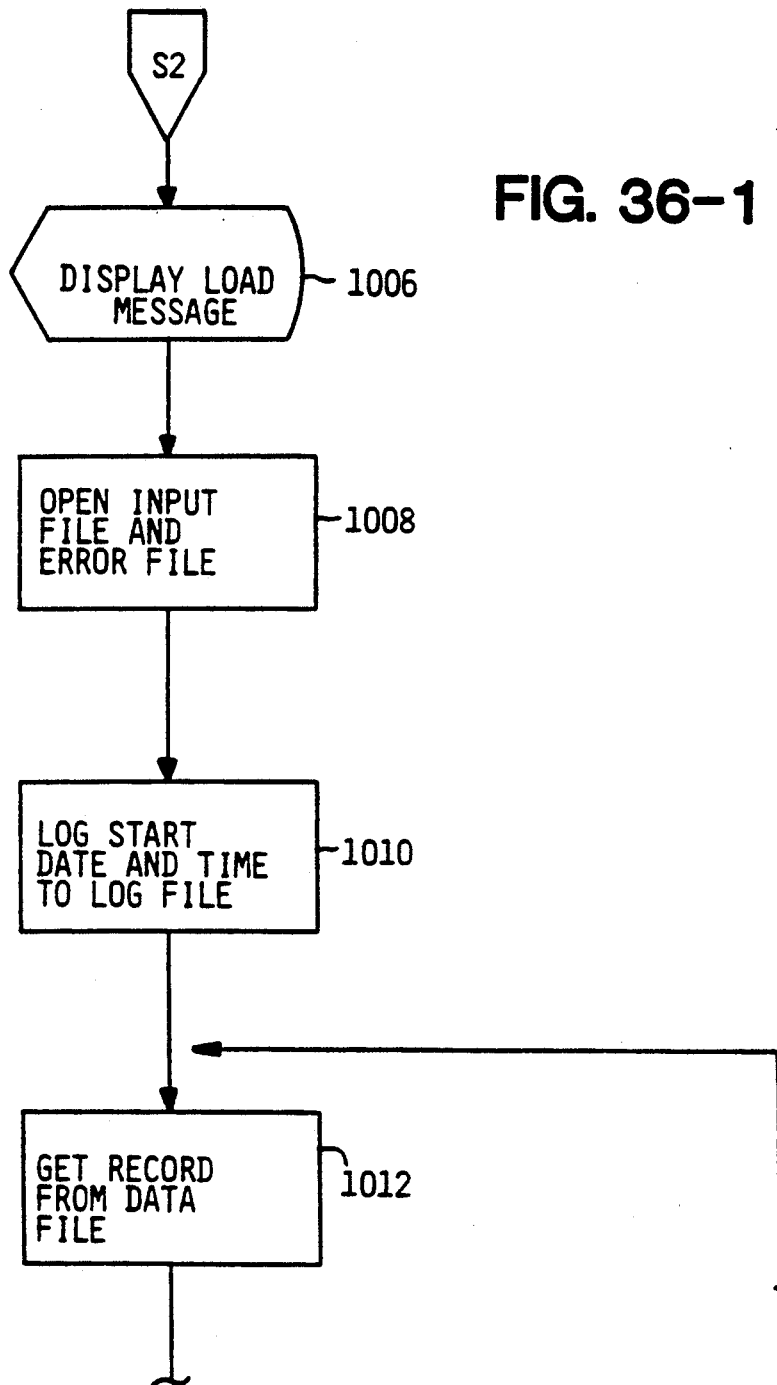 S2
FIG. 36-1
DISPLAY LOAD
MESSAGE
1006
OPEN INPUT
FILE AND
ERROR FILE
1008
LOG START
DATE AND TIME
TO LOG FILE
1010
GET RECORD
FROM DATA
FILE
1012